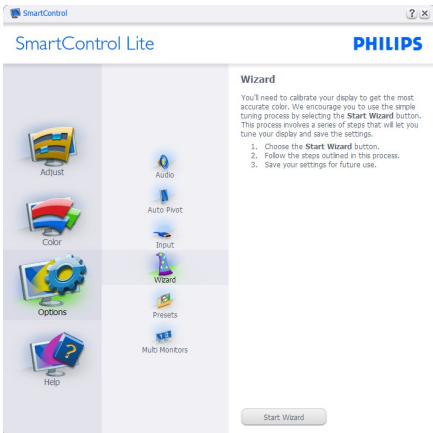 SmartControl
? x
SmartControl Lite
PHILIPS
Adjust
Color
Options
Help
Audio
Auto Pivot
Input
Wizard
Presets
Multi Monitors
Wizard
You'll need to calibrate your display to get the most
accurate color. We encourage you to use the simple
tuning process by selecting the Start Wizard button.
This process involves a series of steps that will let you
tune your display and save the settings.
1. Choose the Start Wizard button.
2. Follow the steps outlined in this process.
3. Save your settings for future use.
Start Wizard